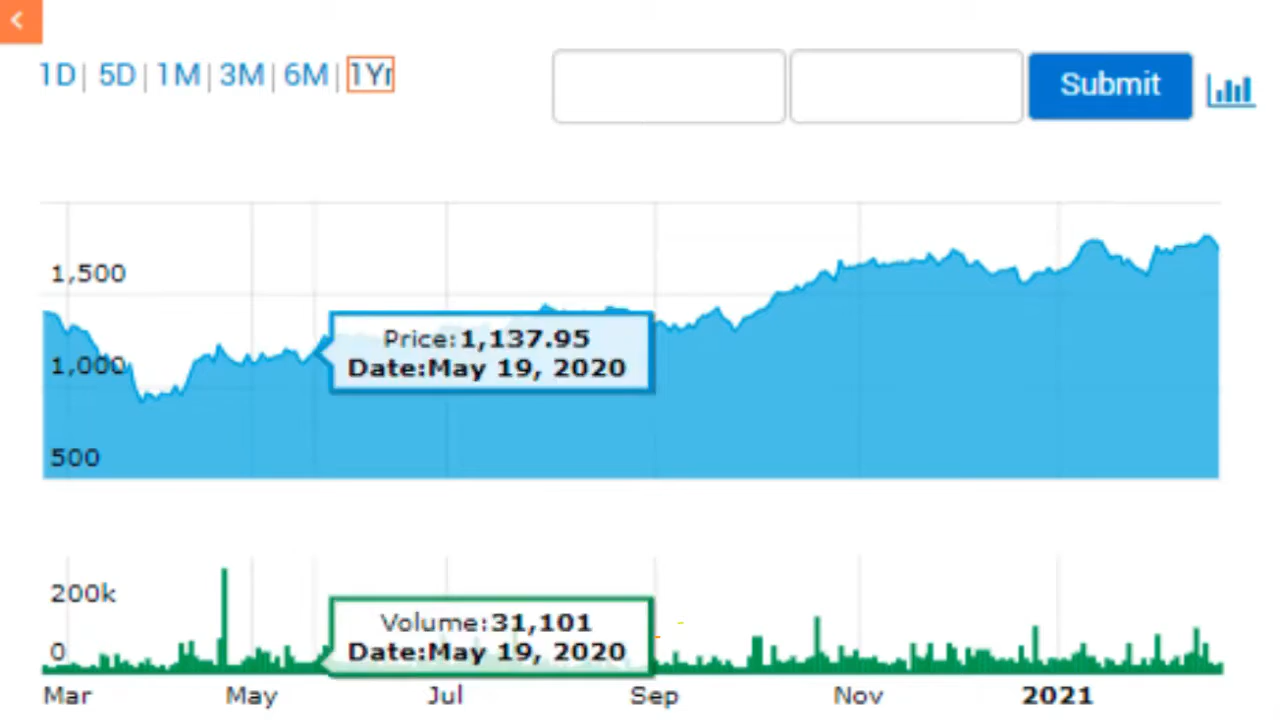 1D| 5D| 1M| 3M| 6M| 1Yr
Submit
1,500
1,000
500
Price:1,137.95
Date:May 19, 2020
200k
0
Volume:31,101
Date:May 19, 2020
Mar May Jul Sep Nov 2021